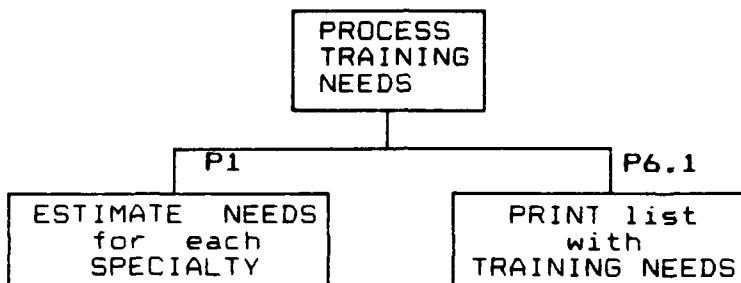 PROCESS
TRAINING
NEEDS
P1
P6.1
ESTIMATE NEEDS
for each
SPECIALTY
PRINT list
with
TRAINING NEEDS